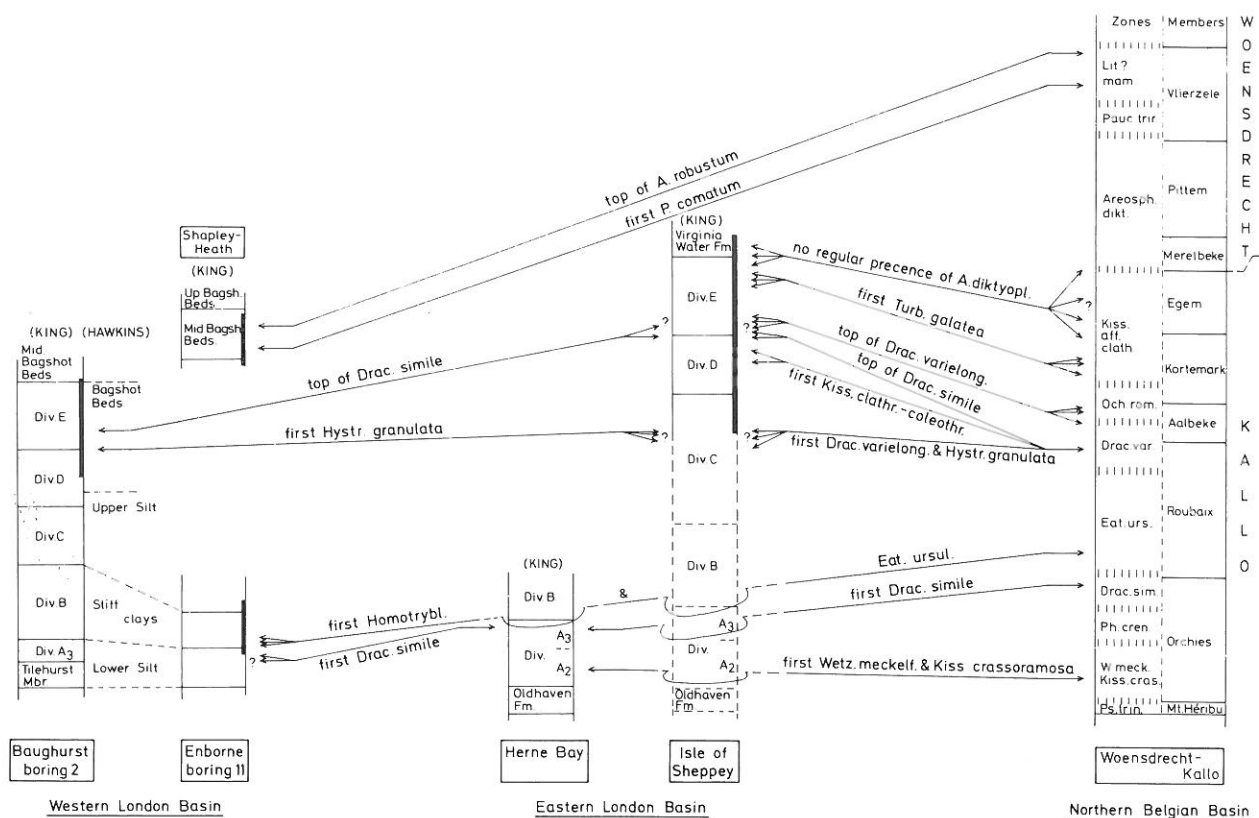 Zones
Members
WOENSDRECHT
Lit?
mam
Vlierzele
Pauc trir
Areosph.
dikt.
Pittem
Merelbeke
?
Kiss.
aff.
clath
Egem
Kortemark
Och rom.
Aalbeke
Drac var
Roubaix
Eat. urs.
Drac. sim.
Ph. cren.
Orchies
W meck
Kiss. cras.
Ps. trin.
Mt. Héribu
KALLO
Woensdrecht-
Kallo
Northern Belgian Basin
top of A. robustum
first P. comatum
Shapley-
Heath
(KING)
Up Bagsh.
Beds.
Mid Bagsh
Beds.
(KING)
(HAWKINS)
Mid
Bagshot
Beds
Bagshot
Beds
Div. E
Div. D
Upper Silt
Div C
Div. B
Stiff
clays
Div. A3
Tilehurst
Mbr
Lower Silt
Baughurst
boring 2
Enborne
boring 11
Western London Basin
top of Drac. simile
first Hystr. granulata
?
?
?
first Homotrybl.
first Drac. simile
?
&
(KING)
Div B
A3
Div.
A2
Oldhaven
Fm.
Herne Bay
(KING)
Virginia
Water Fm
Div. E
Div. D
Div. C
Div. B
A3
Div.
A2
Oldhaven
Fm
Isle of
Sheppey
Eastern London Basin
no regular precence of A. diktyopl.
first Turb. galatea
top of Drac. varielong.
top of Drac. simile
first Kiss. clathr.-coleothr.
first Drac. varielong. & Hystr. granulata
?
?
Eat. ursul.
first Drac. simile
first Wetz. meckelf. & Kiss crassoramosa